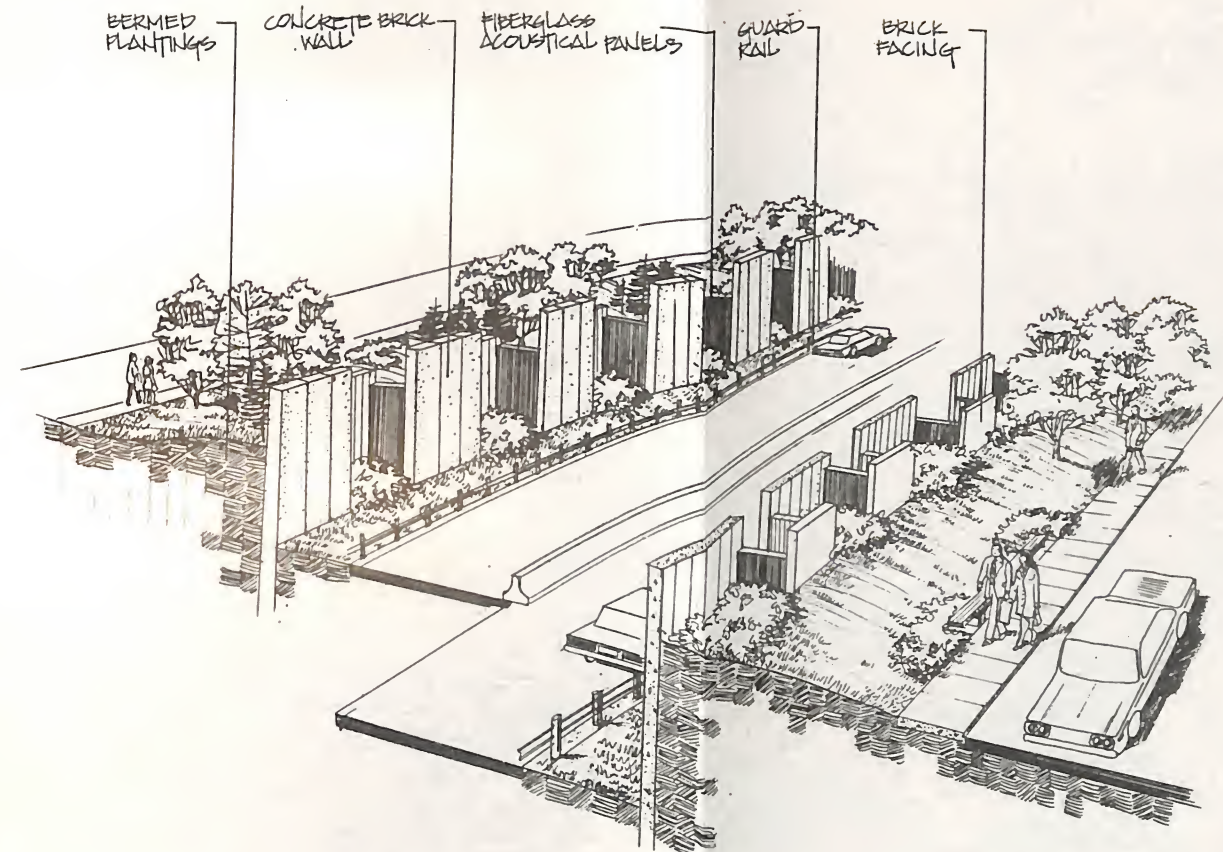 BERMED
PLANTINGS
CONCRETE BRICK
WALL
FIBERGLASS
ACOUSTICAL PANELS
GUARD
RAIL
BRICK
FACING